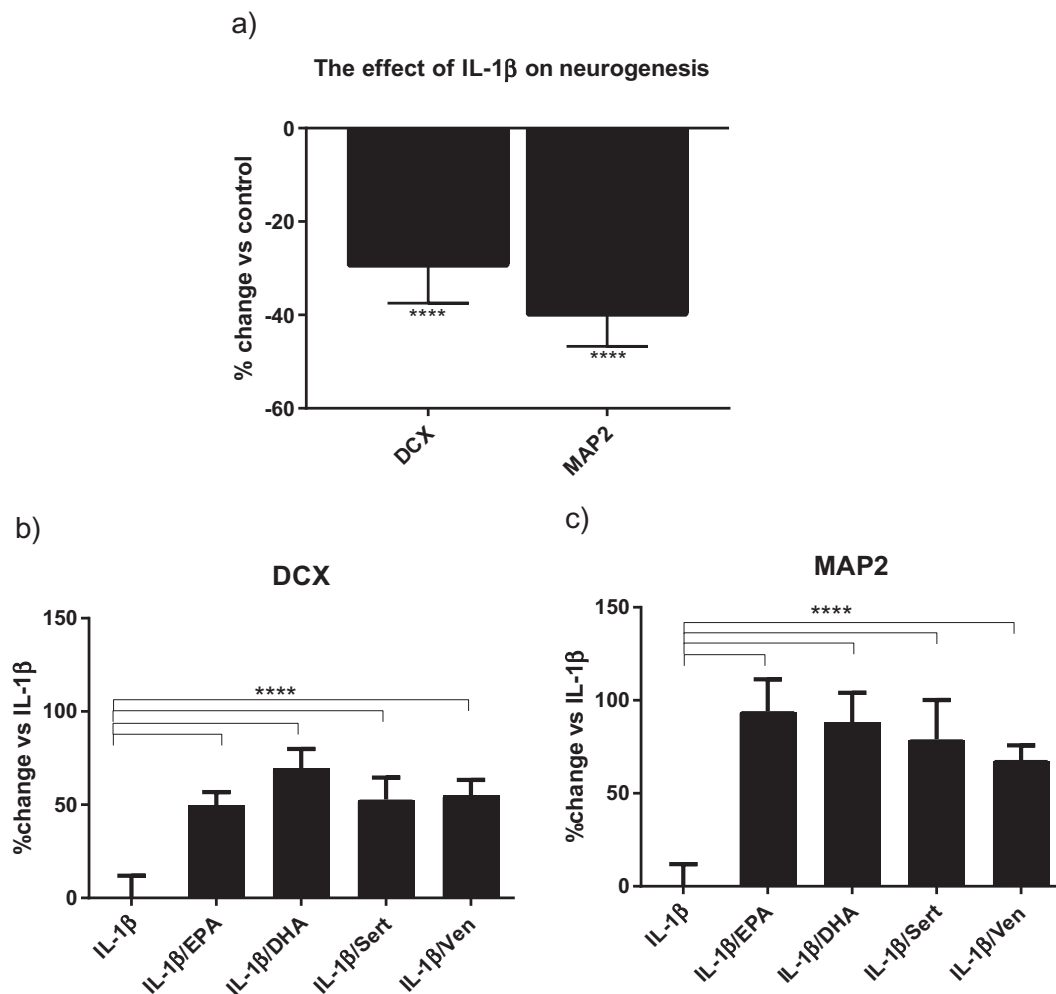 a)
The effect of IL-1β on neurogenesis
% change vs control
0
-20
-40
-60
****
****
DCX
MAP2
b)
DCX
%change vs IL-1β
150
100
50
0
****
IL-1β
IL-1β/EPA
IL-1β/DHA
IL-1β/Sert
IL-1β/Ven
c)
MAP2
%change vs IL-1β
150
100
50
0
****
IL-1β
IL-1β/EPA
IL-1β/DHA
IL-1β/Sert
IL-1β/Ven